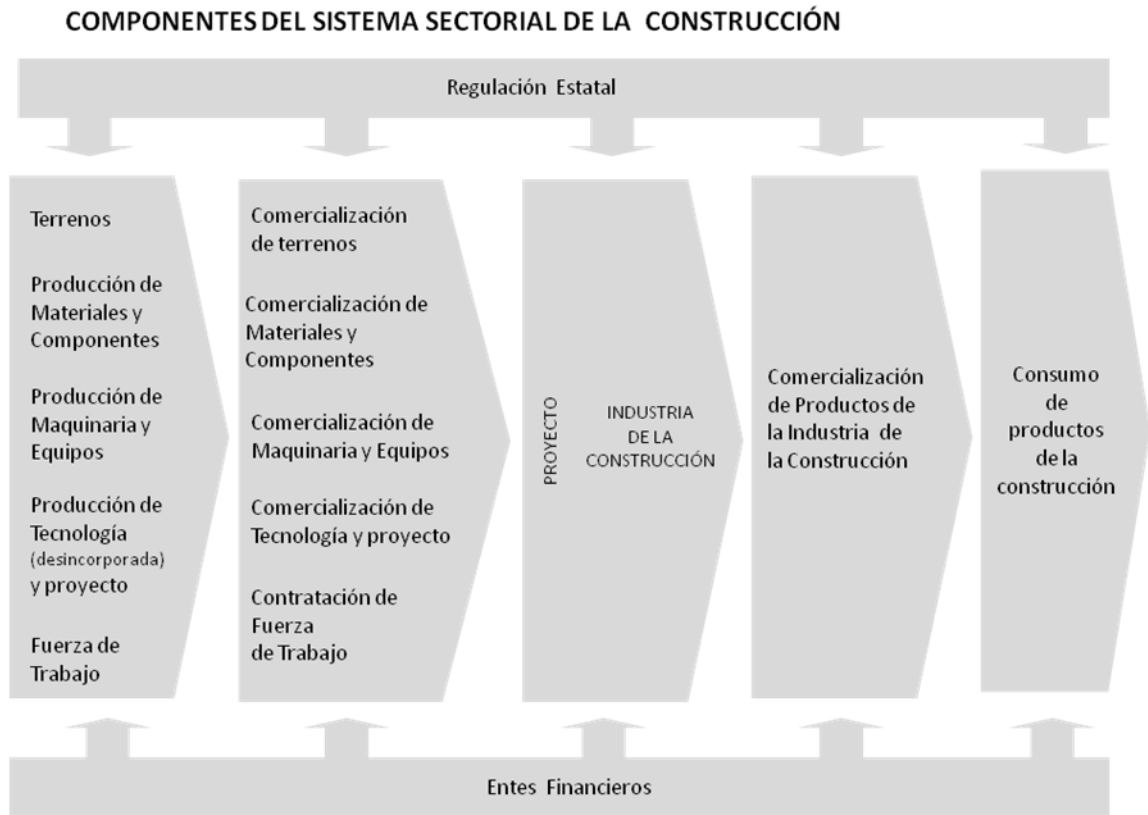 COMPONENTES DEL SISTEMA SECTORIAL DE LA CONSTRUCCIÓN
Regulación Estatal
Terrenos
Producción de
Materiales y
Componentes
Producción de
Maquinaria y
Equipos
Producción de
Tecnología
(desincorporada)
y proyecto
Fuerza de
Trabajo
Comercialización
de terrenos
Comercialización de
Materiales y
Componentes
Comercialización de
Maquinaria y Equipos
Comercialización de
Tecnología y proyecto
Contratación de
Fuerza
de Trabajo
PROYECTO
INDUSTRIA
DE LA
CONSTRUCCIÓN
Comercialización
de Productos de
la Industria de
la Construcción
Consumo
de
productos
de la
construcción
Entes Financieros